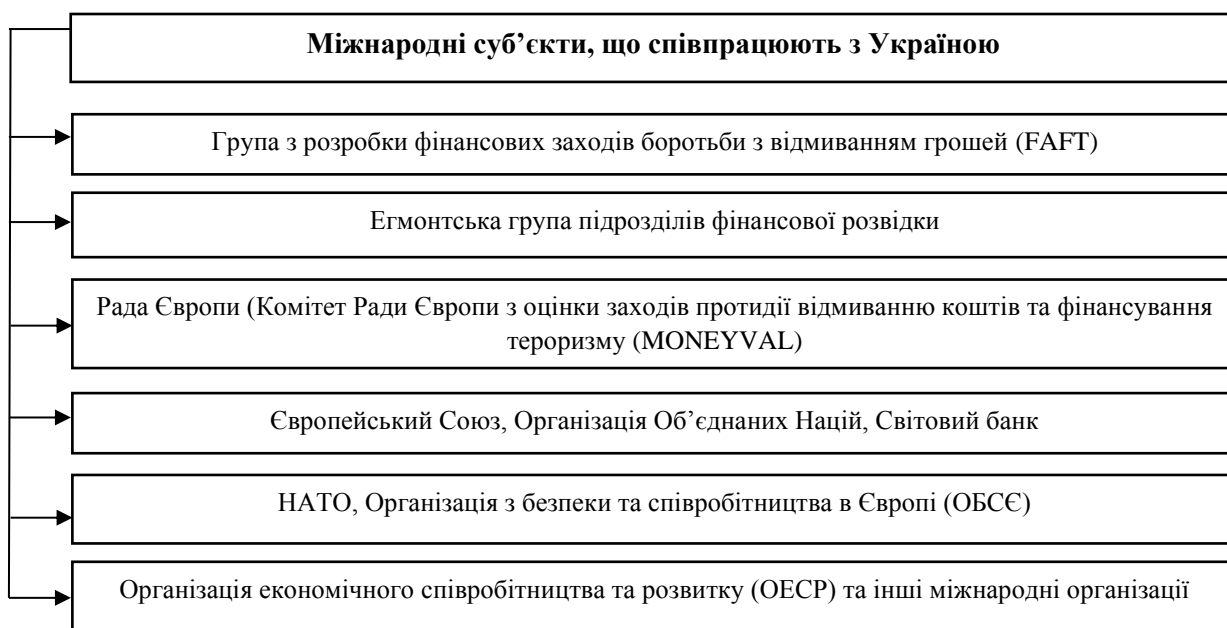 Міжнародні суб’єкти, що співпрацюють з Україною
Група з розробки фінансових заходів боротьби з відмиванням грошей (FAFT)
Егмонтська група підрозділів фінансової розвідки
Рада Європи (Комітет Ради Європи з оцінки заходів протидії відмиванню коштів та фінансування
тероризму (MONEYVAL)
Європейський Союз, Організація Об’єднаних Націй, Світовий банк
НАТО, Організація з безпеки та співробітництва в Європі (ОБСЄ)
Організація економічного співробітництва та розвитку (ОЕСР) та інші міжнародні організації